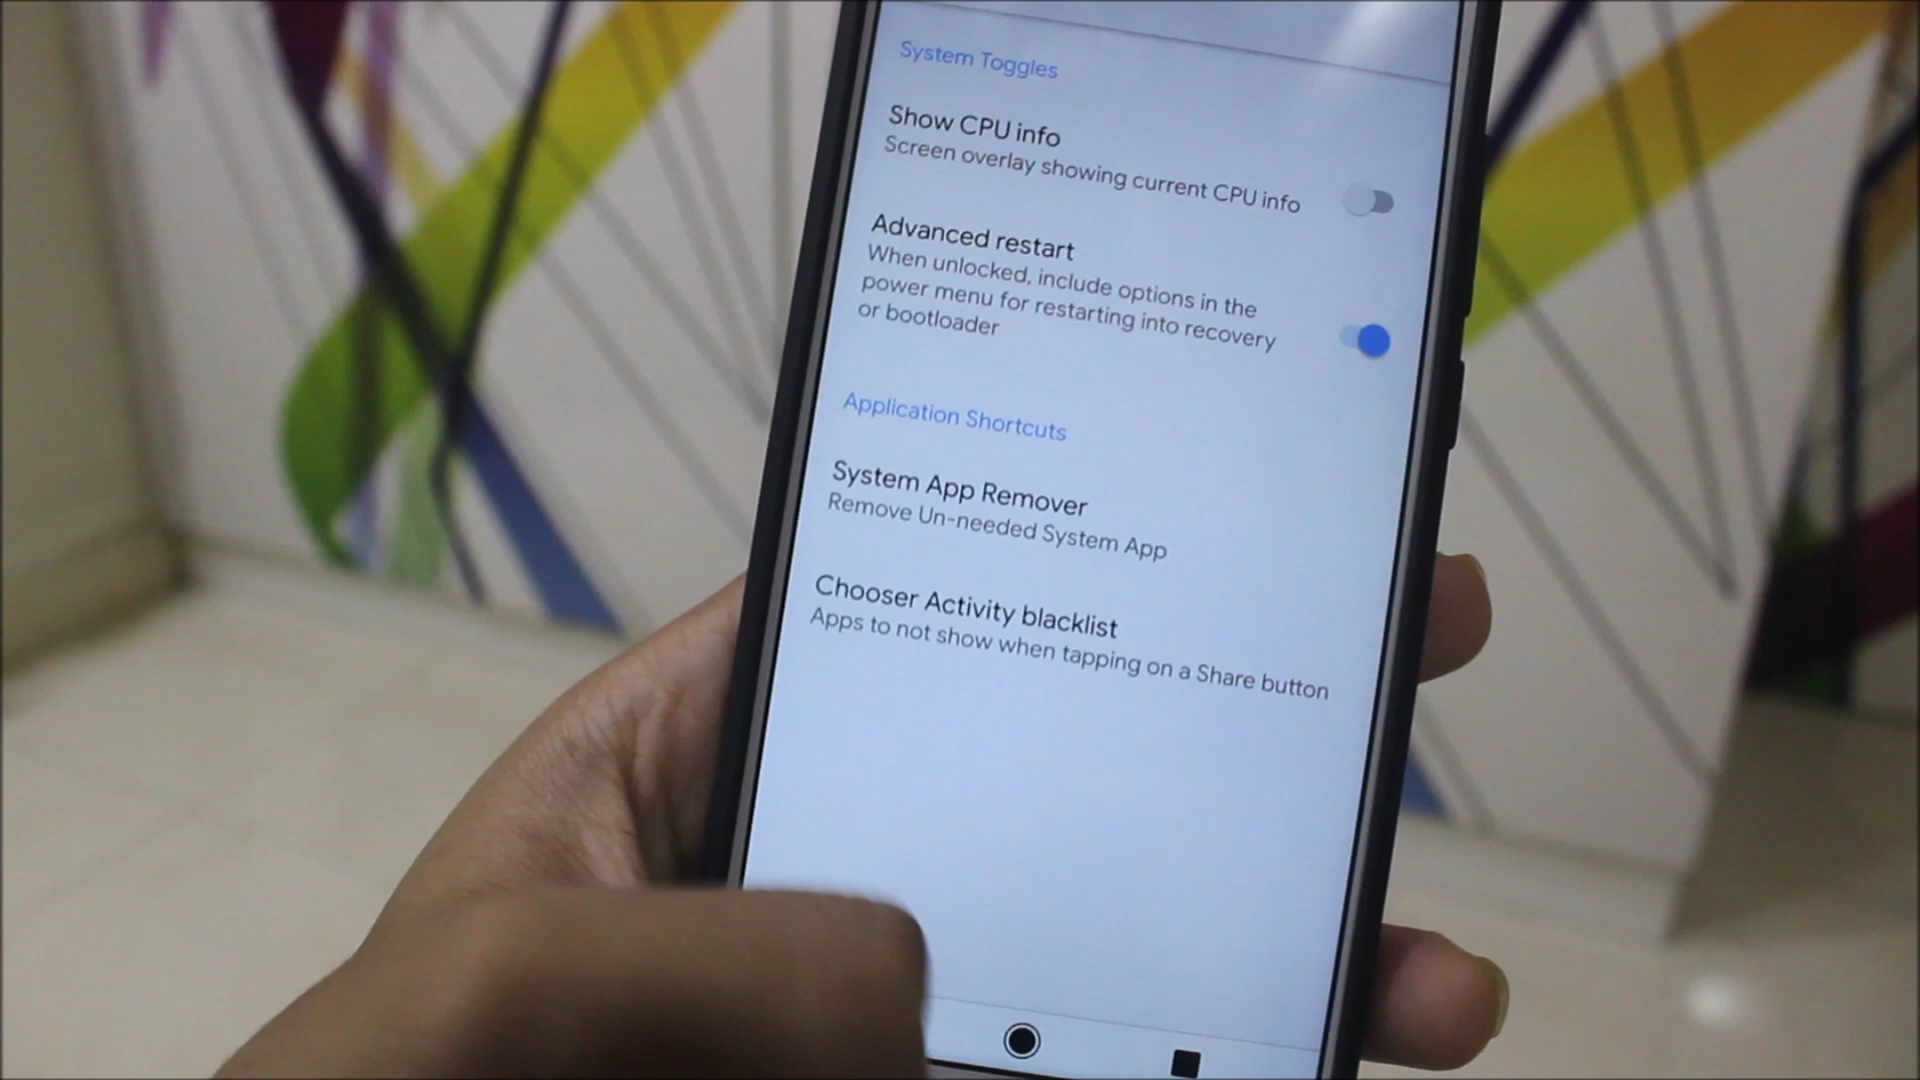 System Toggles
Show CPU info
Screen overlay showing current CPU info
Advanced restart
When unlocked, include options in the
power menu for restarting into recovery
or bootloader
Application Shortcuts
System App Remover
Remove Un-needed System App
Chooser Activity blacklist
Apps to not show when tapping on a Share button